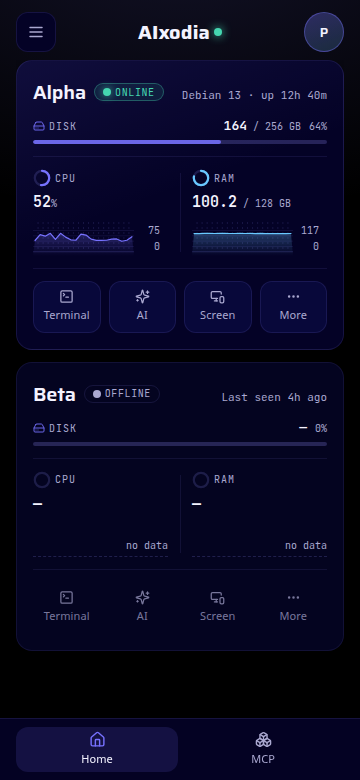 AIxodia
P
Alpha ONLINE Debian 13 · up 12h 40m
DISK 164 / 256 GB 64%
CPU RAM
52% 100.2 / 128 GB
75 117
0 0
Terminal AI Screen More
Beta OFFLINE Last seen 4h ago
DISK — 0%
CPU RAM
— —
no data no data
Terminal AI Screen More
Home MCP